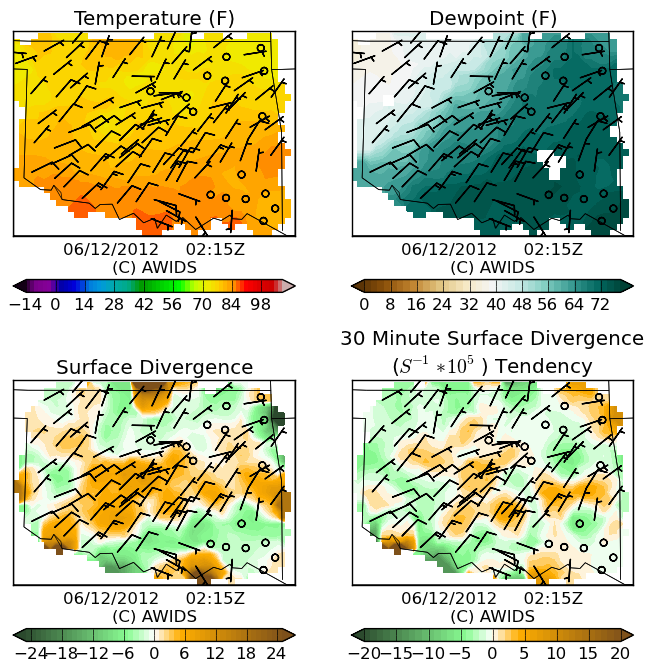 Temperature (F)
Dewpoint (F)
06/12/2012 02:15Z
(C) AWIDS
06/12/2012 02:15Z
(C) AWIDS
−14 0 14 28 42 56 70 84 98
0 8 16 24 32 40 48 56 64 72
Surface Divergence
30 Minute Surface Divergence
(S⁻¹ ∗10⁵ ) Tendency
06/12/2012 02:15Z
(C) AWIDS
06/12/2012 02:15Z
(C) AWIDS
−24 −18 −12 −6 0 6 12 18 24
−20 −15 −10 −5 0 5 10 15 20